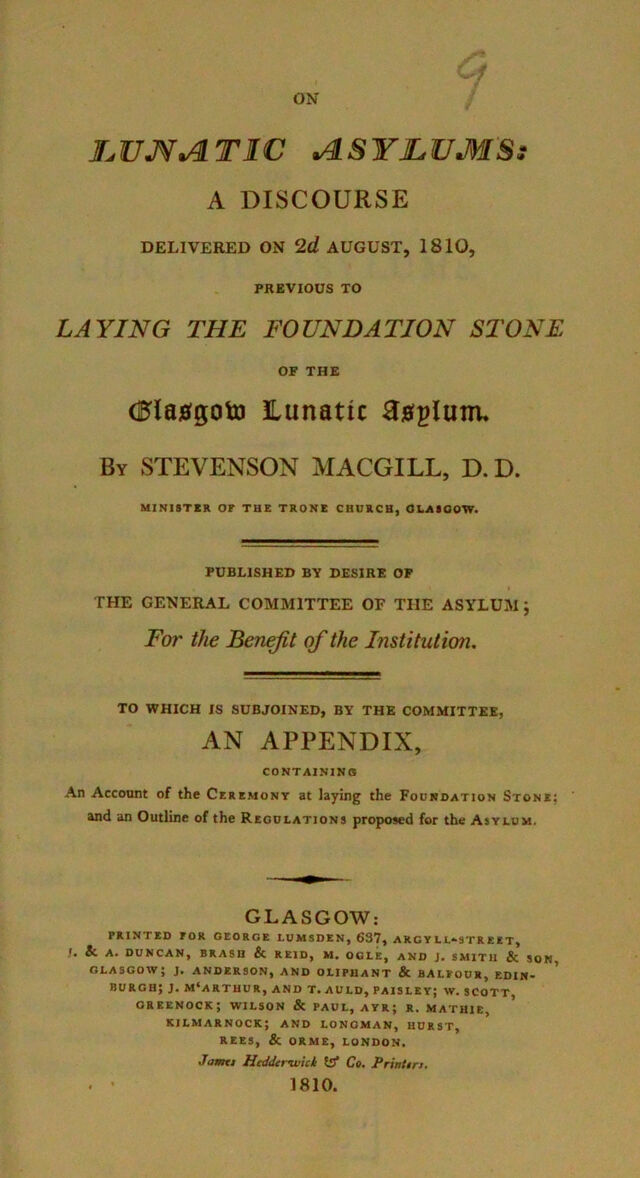 9
ON
LUNATIC ASYLUMS:
A DISCOURSE
DELIVERED ON 2d AUGUST, 1810,
PREVIOUS TO
LAYING THE FOUNDATION STONE
OF THE
Glasgow Lunatic Asylum.
By STEVENSON MACGILL, D. D.
MINISTER OF THE TRONE CHURCH, GLASGOW.
PUBLISHED BY DESIRE OF
THE GENERAL COMMITTEE OF THE ASYLUM;
For the Benefit of the Institution.
TO WHICH IS SUBJOINED, BY THE COMMITTEE,
AN APPENDIX,
CONTAINING
An Account of the CEREMONY at laying the FOUNDATION STONE;
and an Outline of the REGULATIONS proposed for the ASYLUM.
GLASGOW:
PRINTED FOR GEORGE LUMSDEN, 637, ARGYLL-STREET,
J. & A. DUNCAN, BRASH & REID, M. OGLE, AND J. SMITH & SON,
GLASGOW; J. ANDERSON, AND OLIPHANT & BALFOUR, EDIN-
BURGH; J. M‘ARTHUR, AND T. AULD, PAISLEY; W. SCOTT,
GREENOCK; WILSON & PAUL, AYR; R. MATHIE,
KILMARNOCK; AND LONGMAN, HURST,
REES, & ORME, LONDON.
James Hedderwick & Co. Printers.
1810.